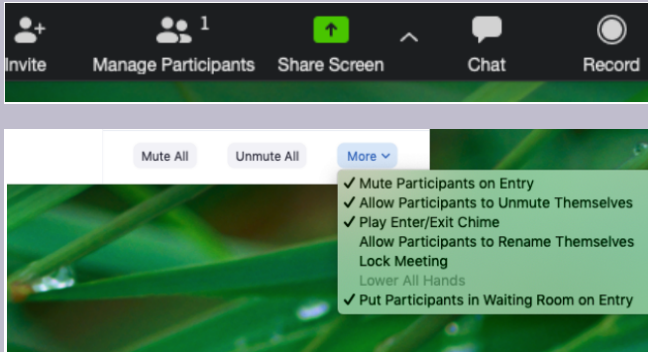 1
Invite Manage Participants Share Screen Chat Record
Mute All Unmute All More
✓ Mute Participants on Entry
✓ Allow Participants to Unmute Themselves
✓ Play Enter/Exit Chime
Allow Participants to Rename Themselves
Lock Meeting
Lower All Hands
✓ Put Participants in Waiting Room on Entry